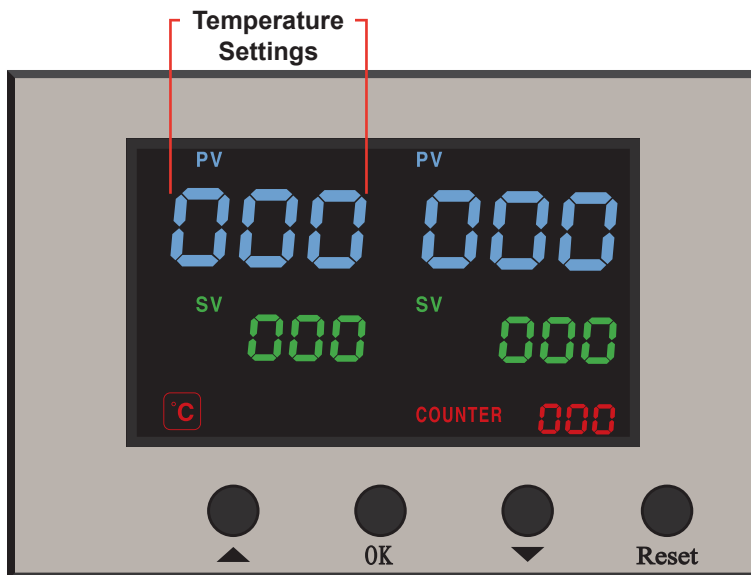 Temperature
Settings
PV PV
000 000
SV SV
000 000
°C COUNTER 000
OK Reset